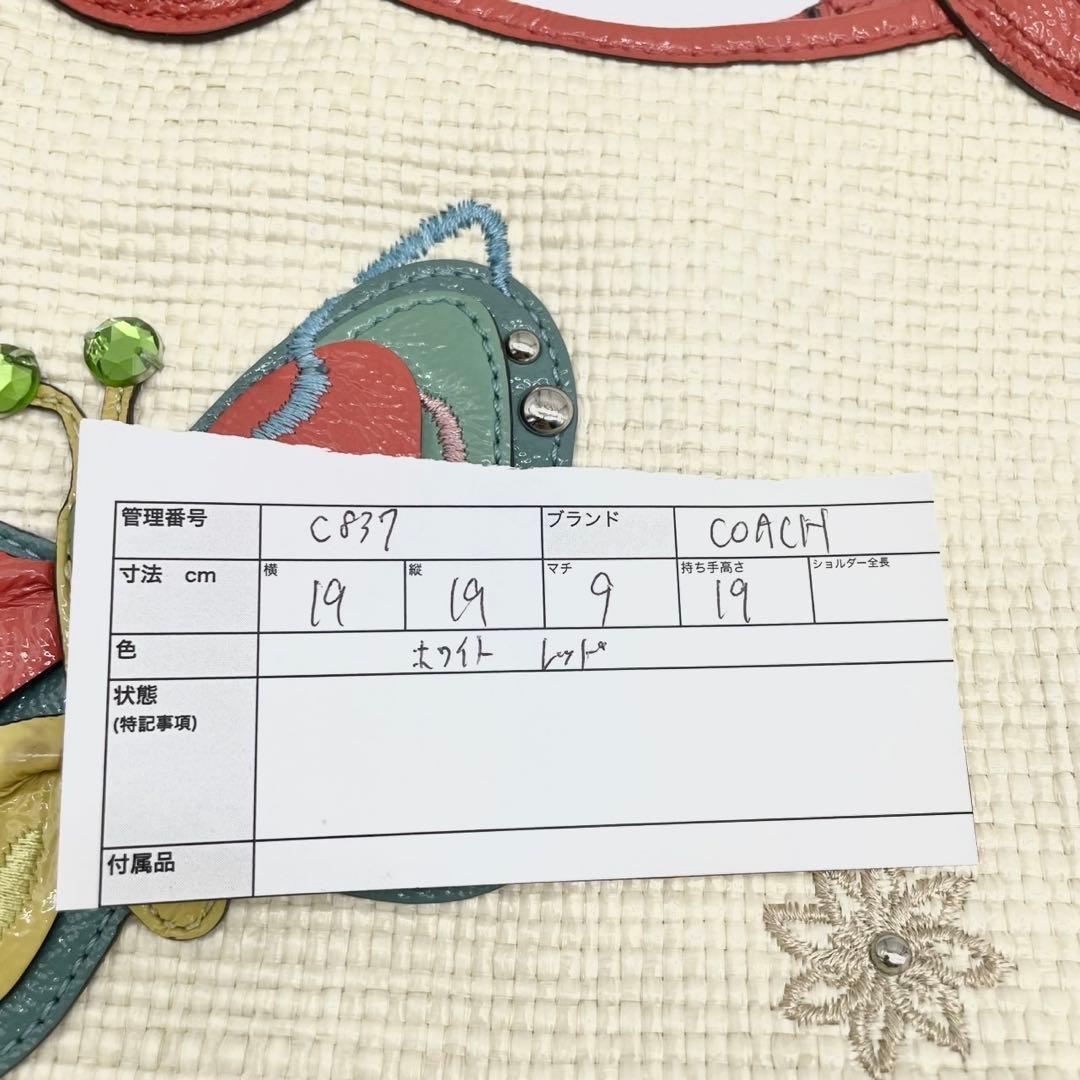 管理番号 C837 ブランド COACH
寸法 cm 横 19 縦 19 マチ 9 持ち手高さ 19 ショルダー全長
色 ホワイト レッド
状態
(特記事項)
付属品